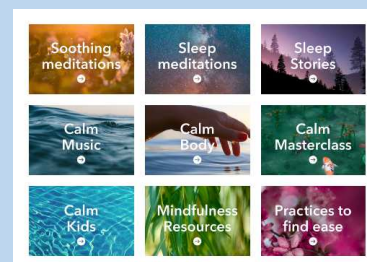 Soothing
meditations
Sleep
meditations
Sleep
Stories
Calm
Music
Calm
Body
Calm
Masterclass
Calm
Kids
Mindfulness
Resources
Practices to
find ease